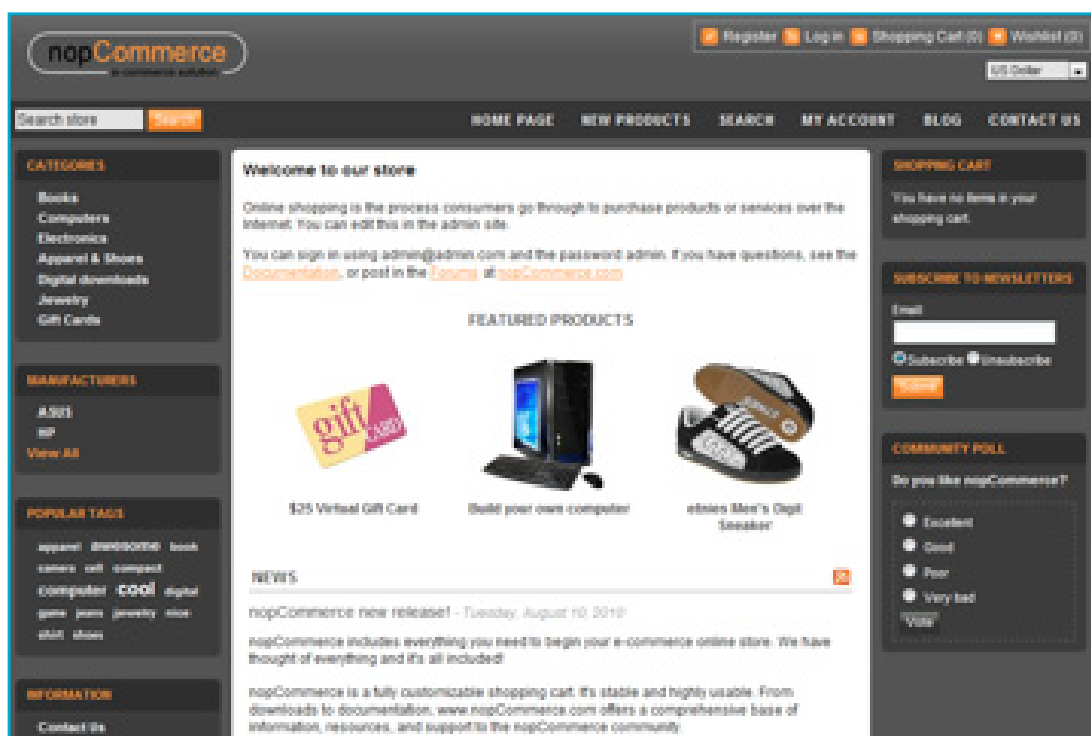 nopCommerce
e-commerce solution
Register Log in Shopping Cart (0) Wishlist (0)
US Dollar
Search store Search
HOME PAGE NEW PRODUCTS SEARCH MY ACCOUNT BLOG CONTACT US
CATEGORIES
Books
Computers
Electronics
Apparel & Shoes
Digital downloads
Jewelry
Gift Cards
MANUFACTURERS
ASUS
HP
View All
POPULAR TAGS
apparel awesome book
camera cell compact
computer cool digital
game jeans jewelry nice
shirt shoes
INFORMATION
Contact Us
Welcome to our store
Online shopping is the process consumers go through to purchase products or services over the
Internet. You can edit this in the admin site.
You can sign in using admin@admin.com and the password admin. If you have questions, see the
Documentation, or post in the Forums at nopCommerce.com
FEATURED PRODUCTS
gift
CARD
$25 Virtual Gift Card
Build your own computer
etnies Men's Digit
Sneaker
NEWS
nopCommerce new release! - Tuesday, August 10, 2010
nopCommerce includes everything you need to begin your e-commerce online store. We have
thought of everything and it's all included!
nopCommerce is a fully customizable shopping cart. It's stable and highly usable. From
downloads to documentation, www.nopCommerce.com offers a comprehensive base of
information, resources, and support to the nopCommerce community.
SHOPPING CART
You have no items in your
shopping cart.
SUBSCRIBE TO NEWSLETTERS
Email:
Subscribe Unsubscribe
Submit
COMMUNITY POLL
Do you like nopCommerce?
Excellent
Good
Poor
Very bad
Vote